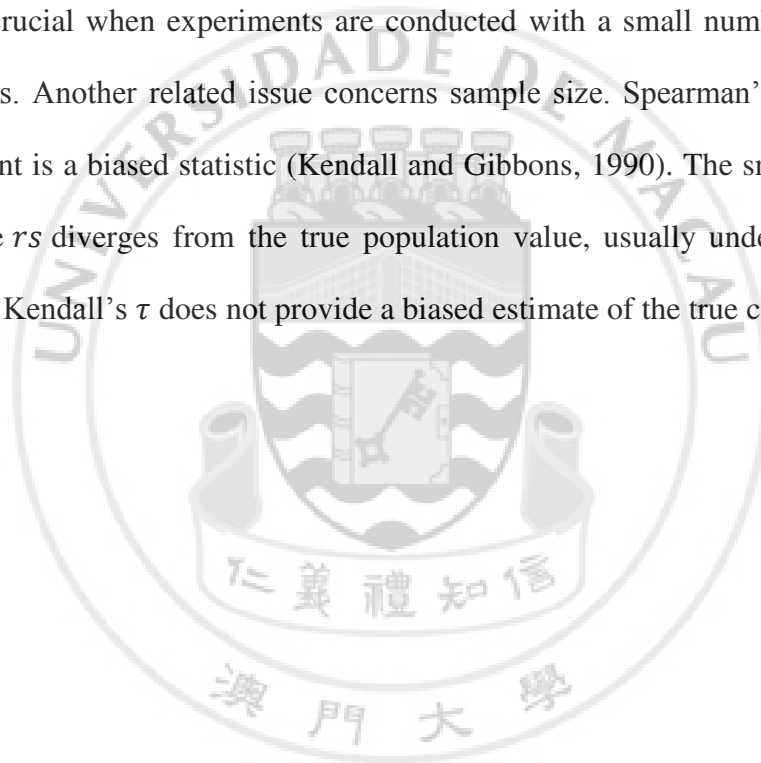 rucial when experiments are conducted with a small num
s. Another related issue concerns sample size. Spearman’
nt is a biased statistic (Kendall and Gibbons, 1990). The sm
e rs diverges from the true population value, usually unde
Kendall’s τ does not provide a biased estimate of the true c
UNIVERSIDADE DE MACAU
仁義禮知信
澳門大學